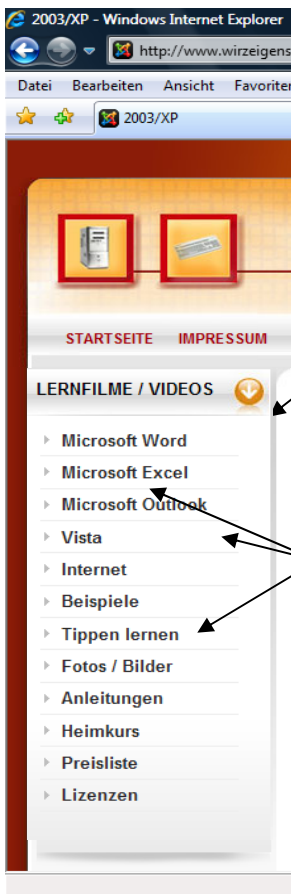 2003/XP - Windows Internet Explorer
http://www.wirzeigens
Datei Bearbeiten Ansicht Favoriten
2003/XP
STARTSEITE IMPRESSUM
LERNFILME / VIDEOS
Microsoft Word
Microsoft Excel
Microsoft Outlook
Vista
Internet
Beispiele
Tippen lernen
Fotos / Bilder
Anleitungen
Heimkurs
Preisliste
Lizenzen